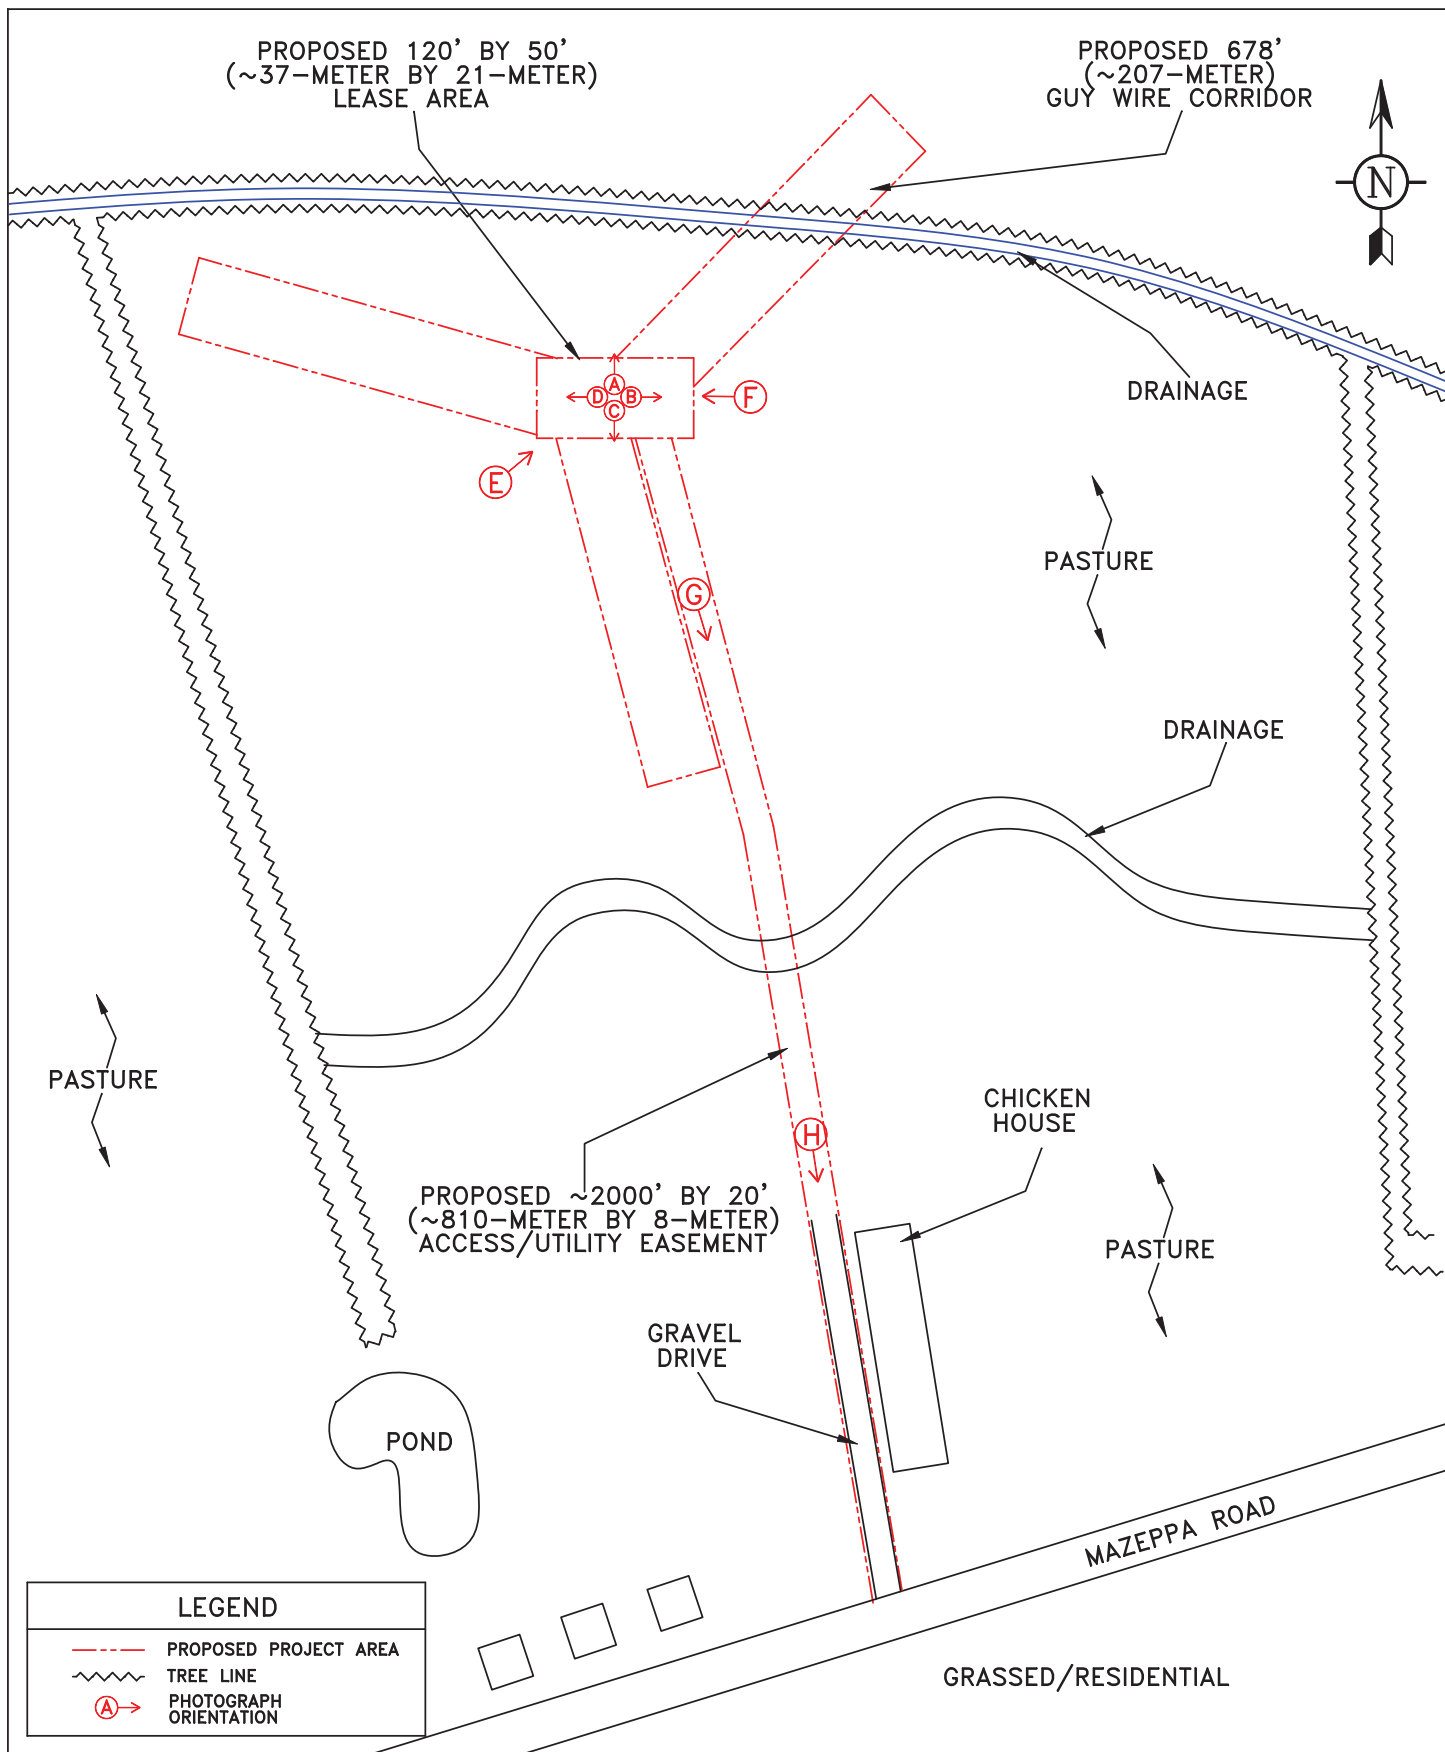 PROPOSED 120' BY 50'
(~37-METER BY 21-METER)
LEASE AREA
PROPOSED 678'
(~207-METER)
GUY WIRE CORRIDOR
N
DRAINAGE
A
D
B
C
F
E
PASTURE
G
DRAINAGE
PASTURE
CHICKEN
HOUSE
H
PROPOSED ~2000' BY 20'
(~810-METER BY 8-METER)
ACCESS/UTILITY EASEMENT
PASTURE
GRAVEL
DRIVE
POND
MAZEPPA ROAD
GRASSED/RESIDENTIAL
LEGEND
PROPOSED PROJECT AREA
TREE LINE
A
PHOTOGRAPH
ORIENTATION